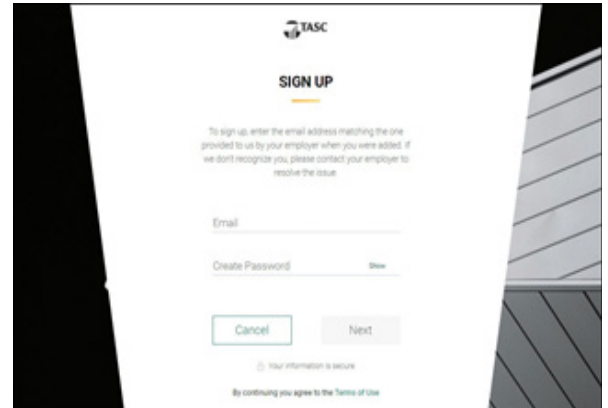 TASC
SIGN UP
To sign up, enter the email address matching the one
provided to us by your employer when you were added. If
we don't recognize you, please contact your employer to
resolve the issue.
Email
Create Password Show
Cancel Next
Your information is secure
By continuing you agree to the Terms of Use